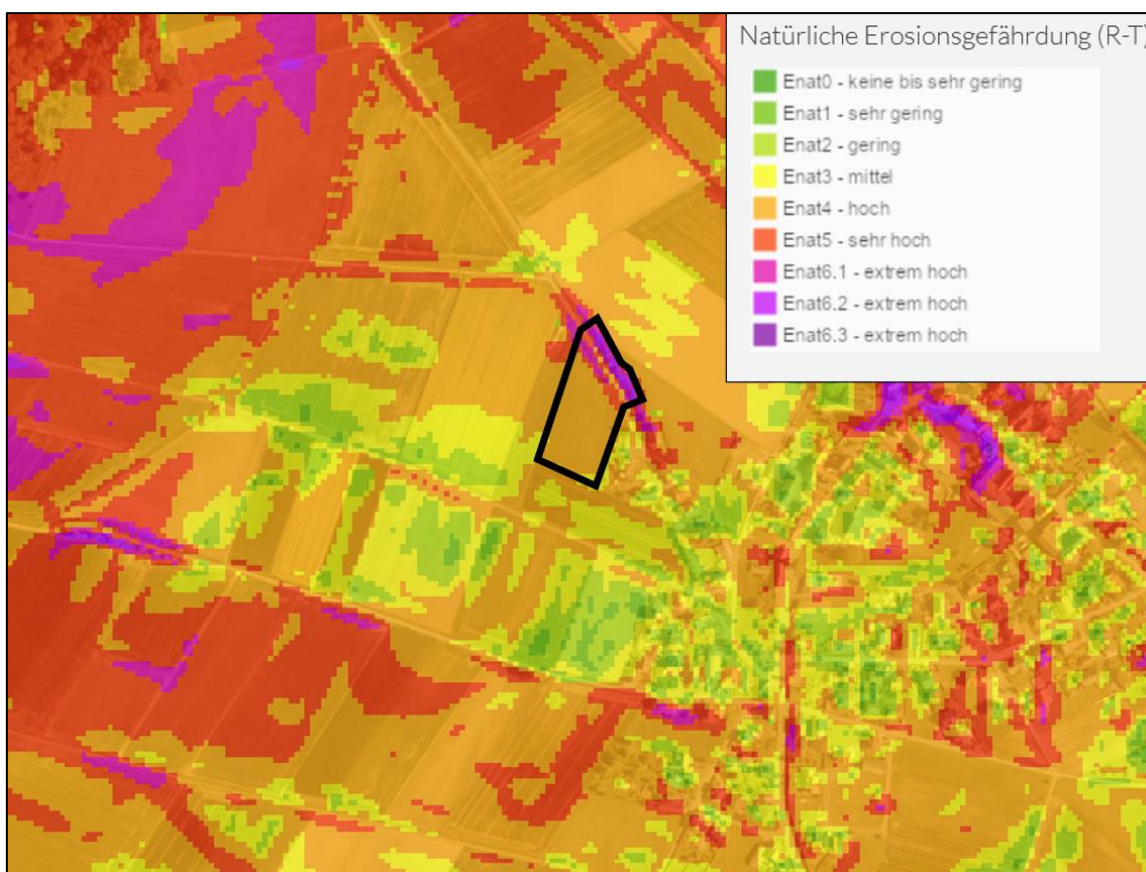 Natürliche Erosionsgefährdung (R-T)
Enat0 - keine bis sehr gering
Enat1 - sehr gering
Enat2 - gering
Enat3 - mittel
Enat4 - hoch
Enat5 - sehr hoch
Enat6.1 - extrem hoch
Enat6.2 - extrem hoch
Enat6.3 - extrem hoch